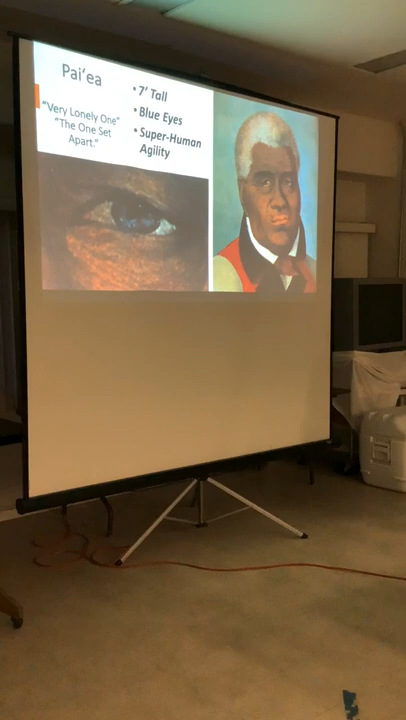 Pai‘ea
“Very Lonely One”
“The One Set
Apart.”
• 7’ Tall
• Blue Eyes
• Super-Human
Agility